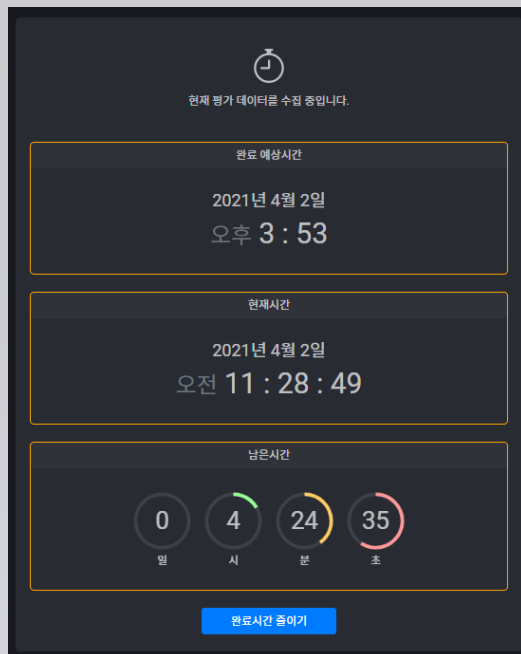 현재 평가 데이터를 수집 중입니다.
완료 예상시간
2021년 4월 2일
오후 3 : 53
현재시간
2021년 4월 2일
오전 11 : 28 : 49
남은시간
0 4 24 35
일 시 분 초
완료시간 줄이기